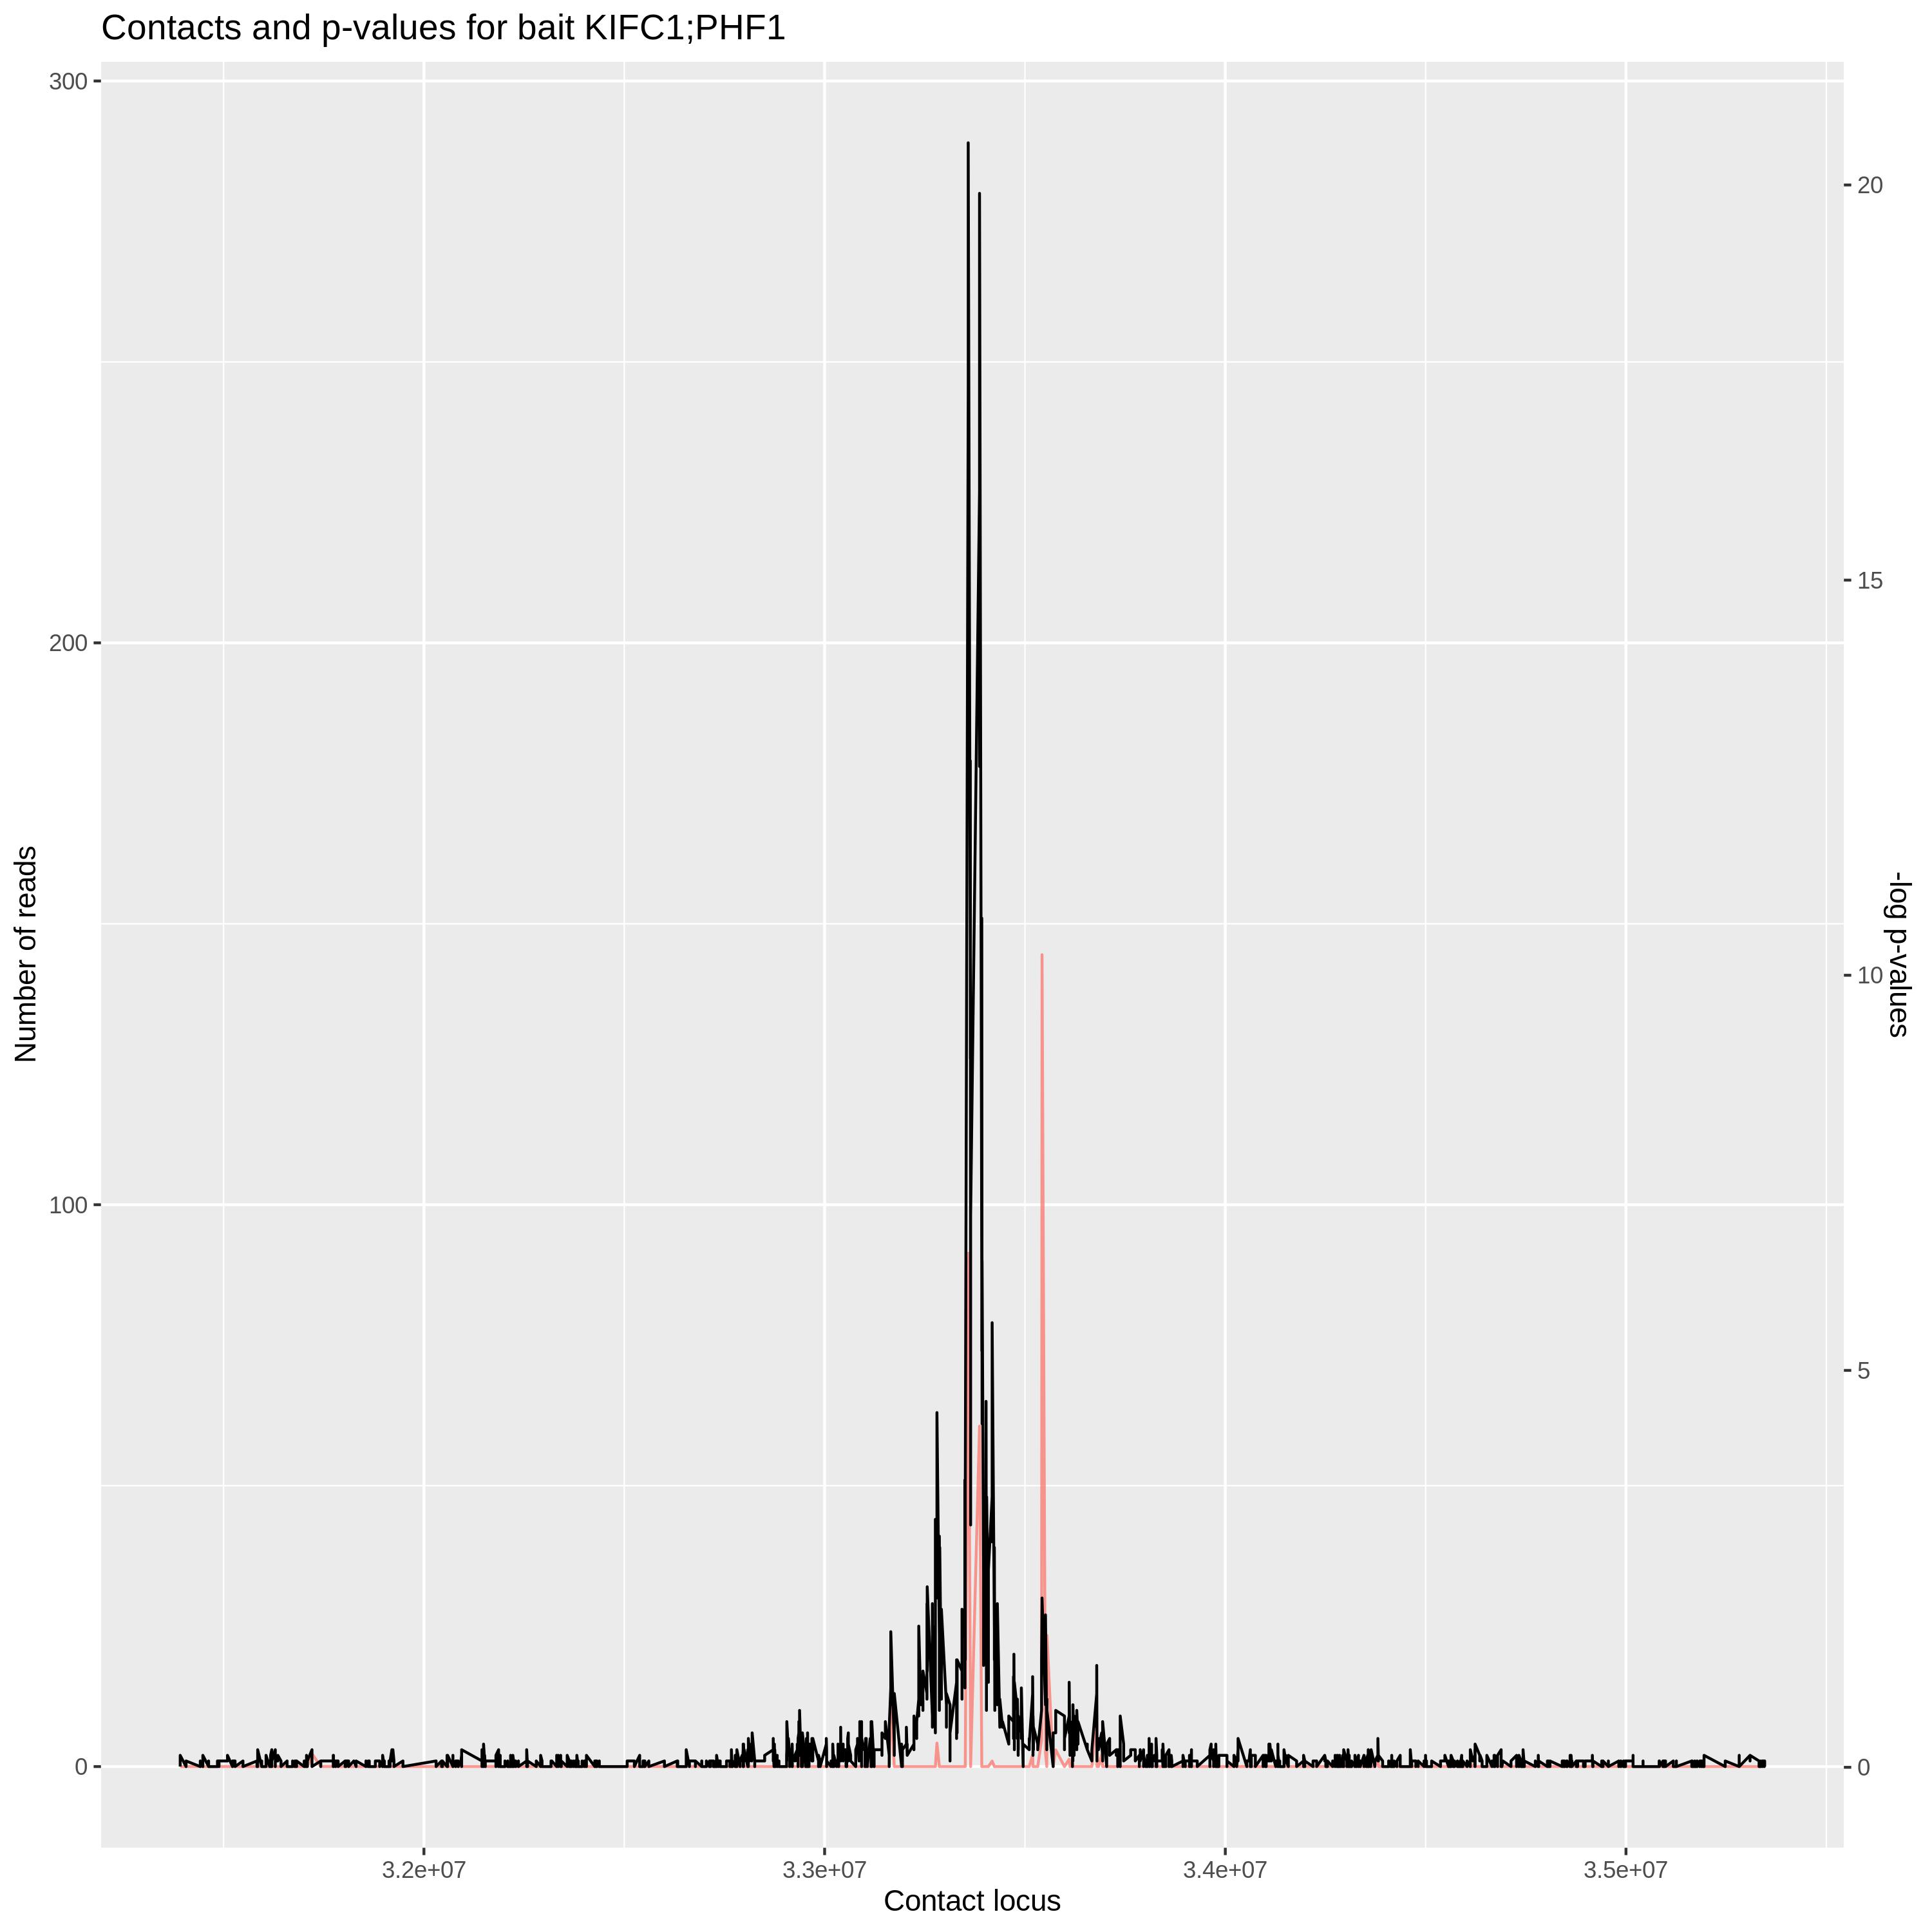 Contacts and p-values for bait KIFC1;PHF1
300
200
100
0
Number of reads
20
15
10
5
0
-log p-values
3.2e+07
3.3e+07
3.4e+07
3.5e+07
Contact locus